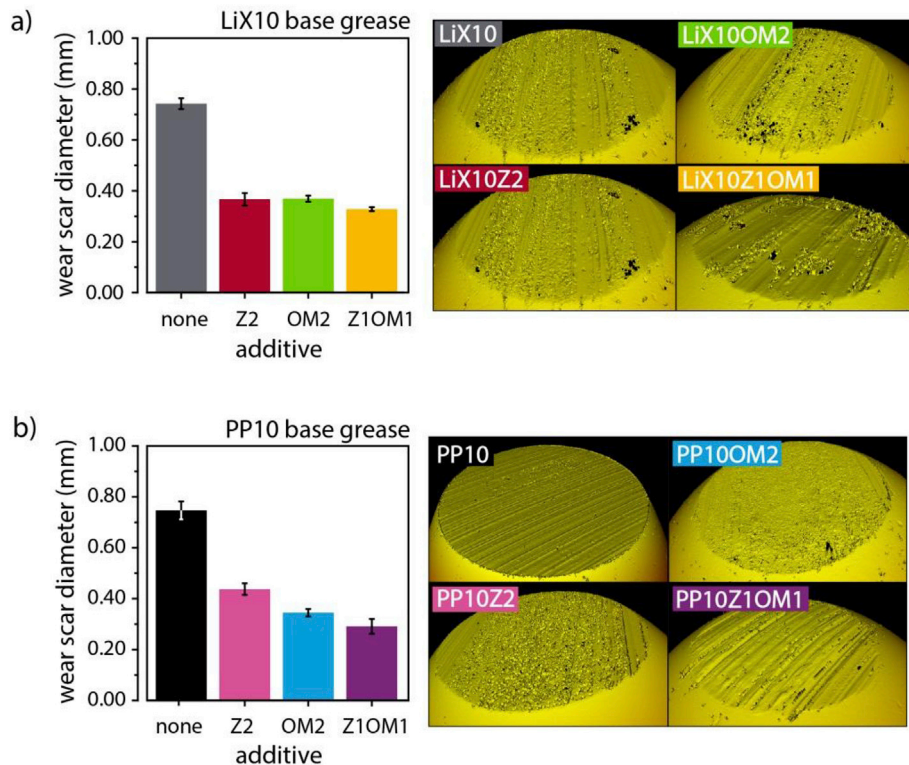 a)
LiX10 base grease
wear scar diameter (mm)
1.00
0.80
0.60
0.40
0.20
0.00
none Z2 OM2 Z1OM1
additive
LiX10
LiX10OM2
LiX10Z2
LiX10Z1OM1
b)
PP10 base grease
wear scar diameter (mm)
1.00
0.80
0.60
0.40
0.20
0.00
none Z2 OM2 Z1OM1
additive
PP10
PP10OM2
PP10Z2
PP10Z1OM1